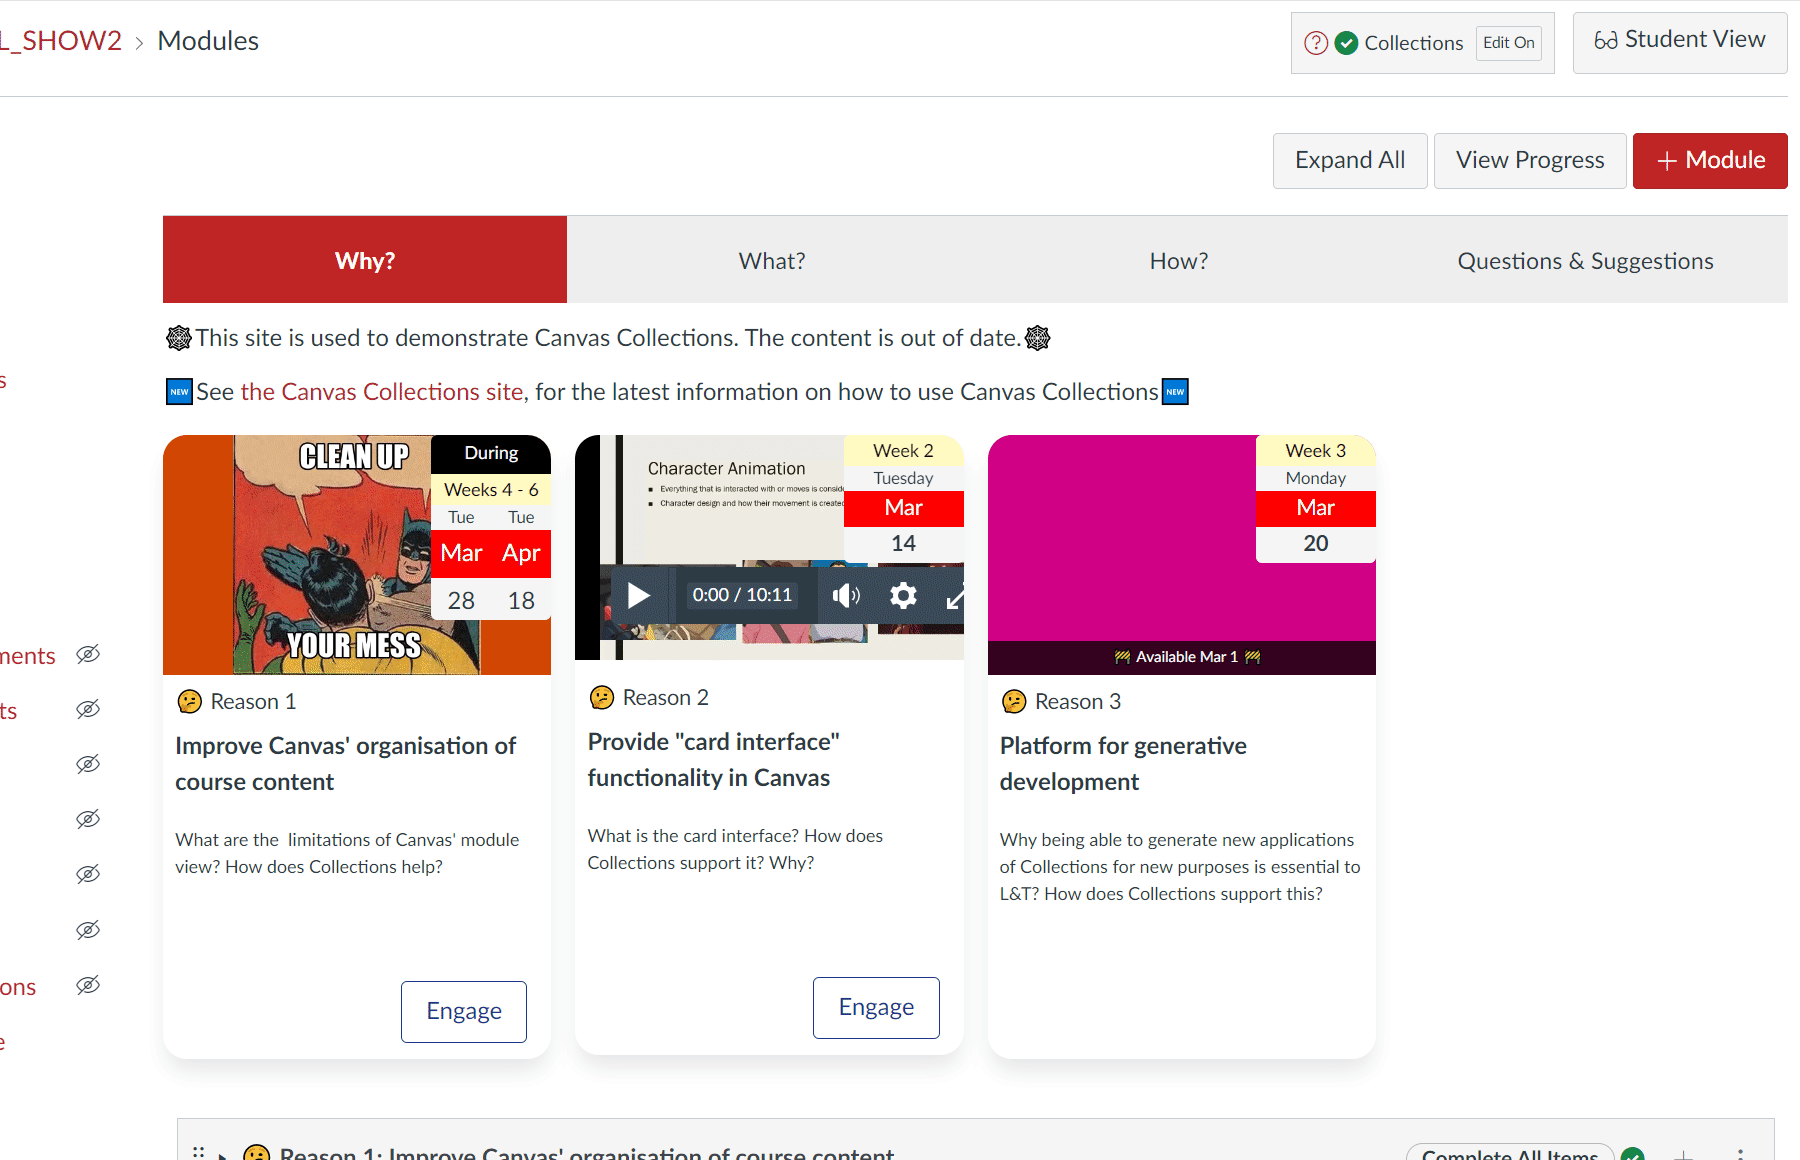 L_SHOW2 > Modules
? Collections Edit On
Student View
Expand All
View Progress
+ Module
Why?
What?
How?
Questions & Suggestions
This site is used to demonstrate Canvas Collections. The content is out of date.
NEW See the Canvas Collections site, for the latest information on how to use Canvas Collections NEW
CLEAN UP
YOUR MESS
During
Weeks 4 - 6
Tue Tue
Mar Apr
28 18
Reason 1
Improve Canvas' organisation of
course content
What are the limitations of Canvas' module
view? How does Collections help?
Engage
Character Animation
Everything that is interacted with or moves is
Character design and how their movement is
Week 2
Tuesday
Mar
14
0:00 / 10:11
Reason 2
Provide "card interface"
functionality in Canvas
What is the card interface? How does
Collections support it? Why?
Engage
Week 3
Monday
Mar
20
Available Mar 1
Reason 3
Platform for generative
development
Why being able to generate new applications
of Collections for new purposes is essential to
L&T? How does Collections support this?
s
ments
ts
ons
e
Reason 1: Improve Canvas' organisation of course content
Complete All Items